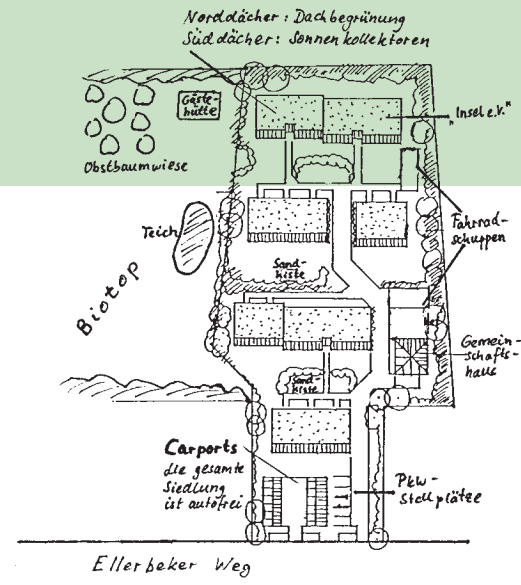 Norddächer: Dachbegrünung
Süddächer: Sonnenkollektoren
Gäste-
hütte
„Insel e.V."
Obstbaumwiese
Fahrrad-
schuppen
Teich
Biotop
Sand-
kiste
Gemein-
schafts-
haus
Sand-
kiste
Carports
die gesamte
Siedlung
ist autofrei
PkW-
Stellplätze
Ellerbeker Weg